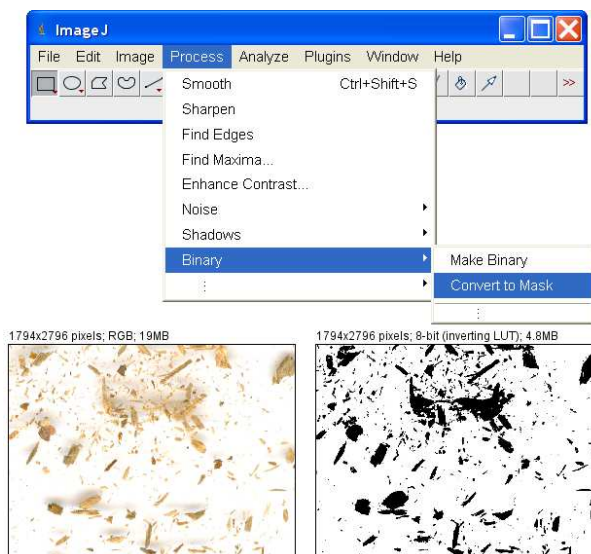 ImageJ
File Edit Image Process Analyze Plugins Window Help
>>
Smooth Ctrl+Shift+S
Sharpen
Find Edges
Find Maxima...
Enhance Contrast...
Noise
Shadows
Binary
Make Binary
Convert to Mask
1794x2796 pixels; RGB; 19MB
1794x2796 pixels; 8-bit (inverting LUT); 4.8MB